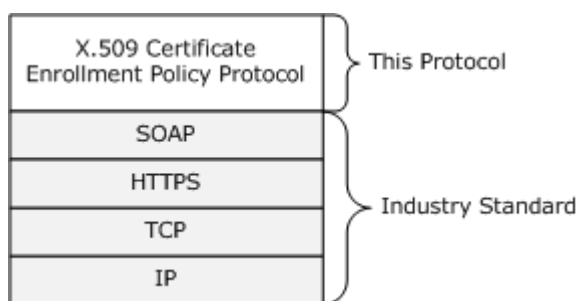 X.509 Certificate
Enrollment Policy Protocol
This Protocol
SOAP
HTTPS
TCP
IP
Industry Standard